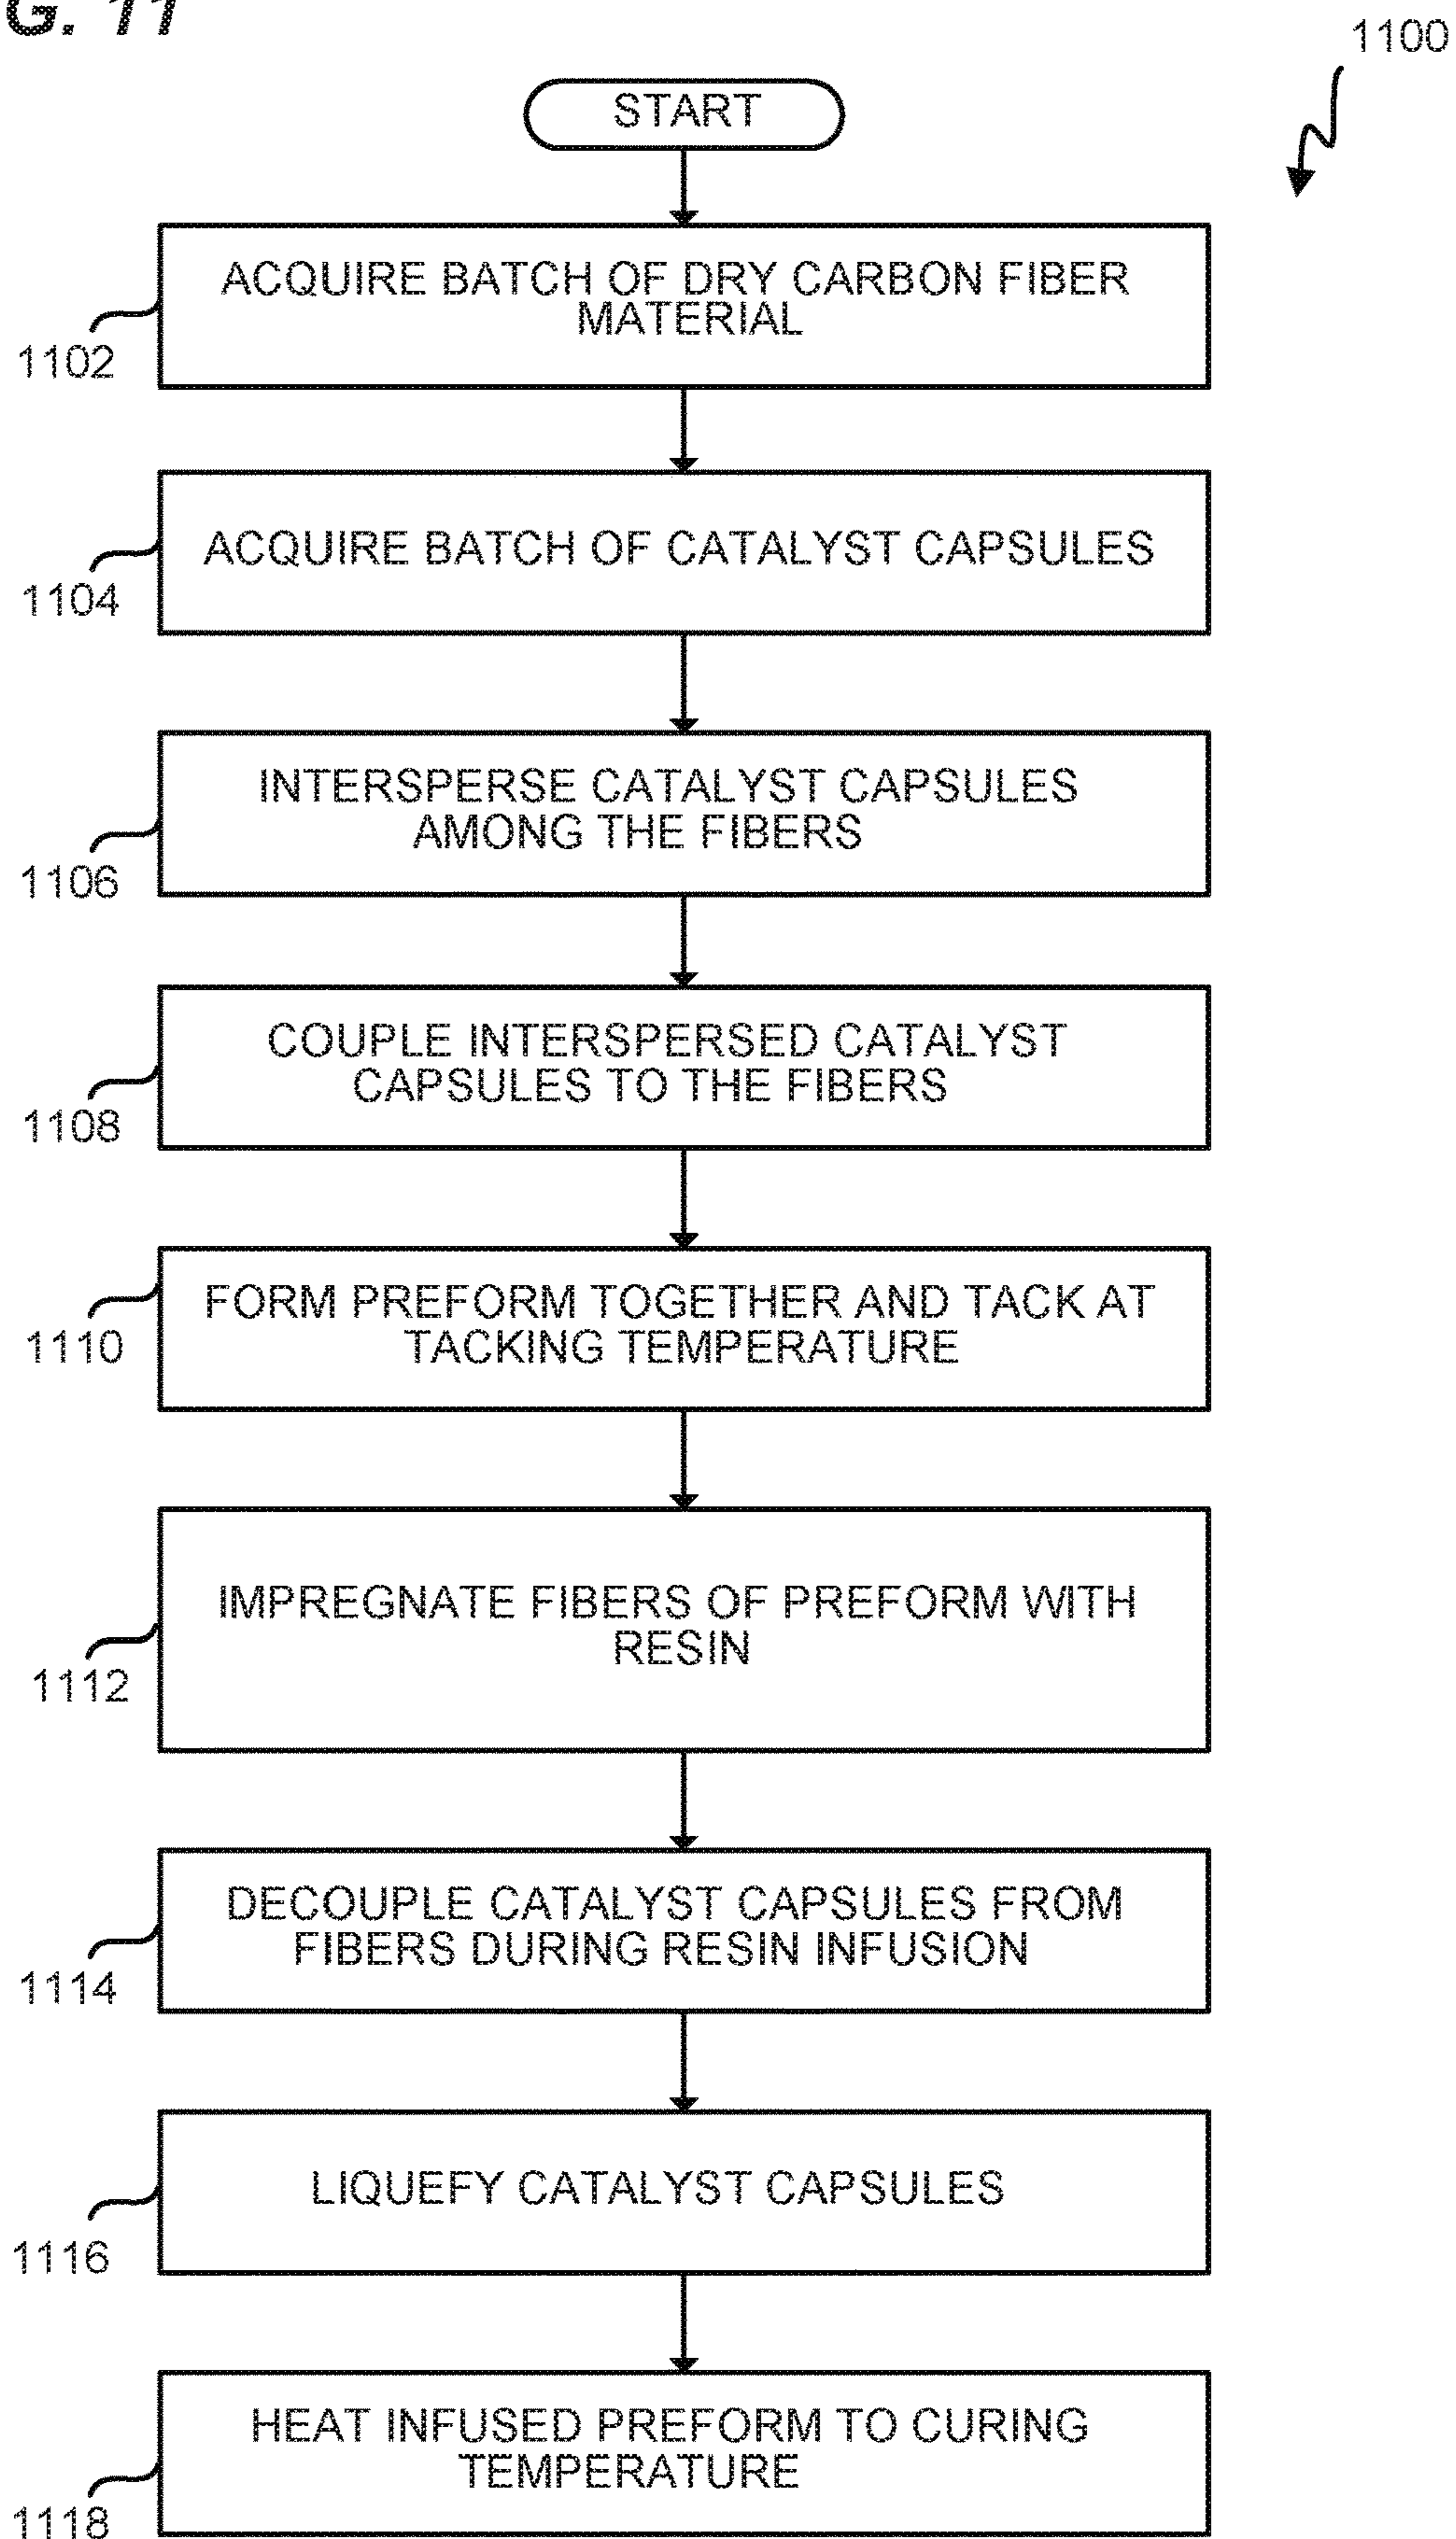 G. 11
1100
START
ACQUIRE BATCH OF DRY CARBON FIBER
MATERIAL
1102
ACQUIRE BATCH OF CATALYST CAPSULES
1104
INTERSPERSE CATALYST CAPSULES
AMONG THE FIBERS
1106
COUPLE INTERSPERSED CATALYST
CAPSULES TO THE FIBERS
1108
FORM PREFORM TOGETHER AND TACK AT
TACKING TEMPERATURE
1110
IMPREGNATE FIBERS OF PREFORM WITH
RESIN
1112
DECOUPLE CATALYST CAPSULES FROM
FIBERS DURING RESIN INFUSION
1114
LIQUEFY CATALYST CAPSULES
1116
HEAT INFUSED PREFORM TO CURING
TEMPERATURE
1118